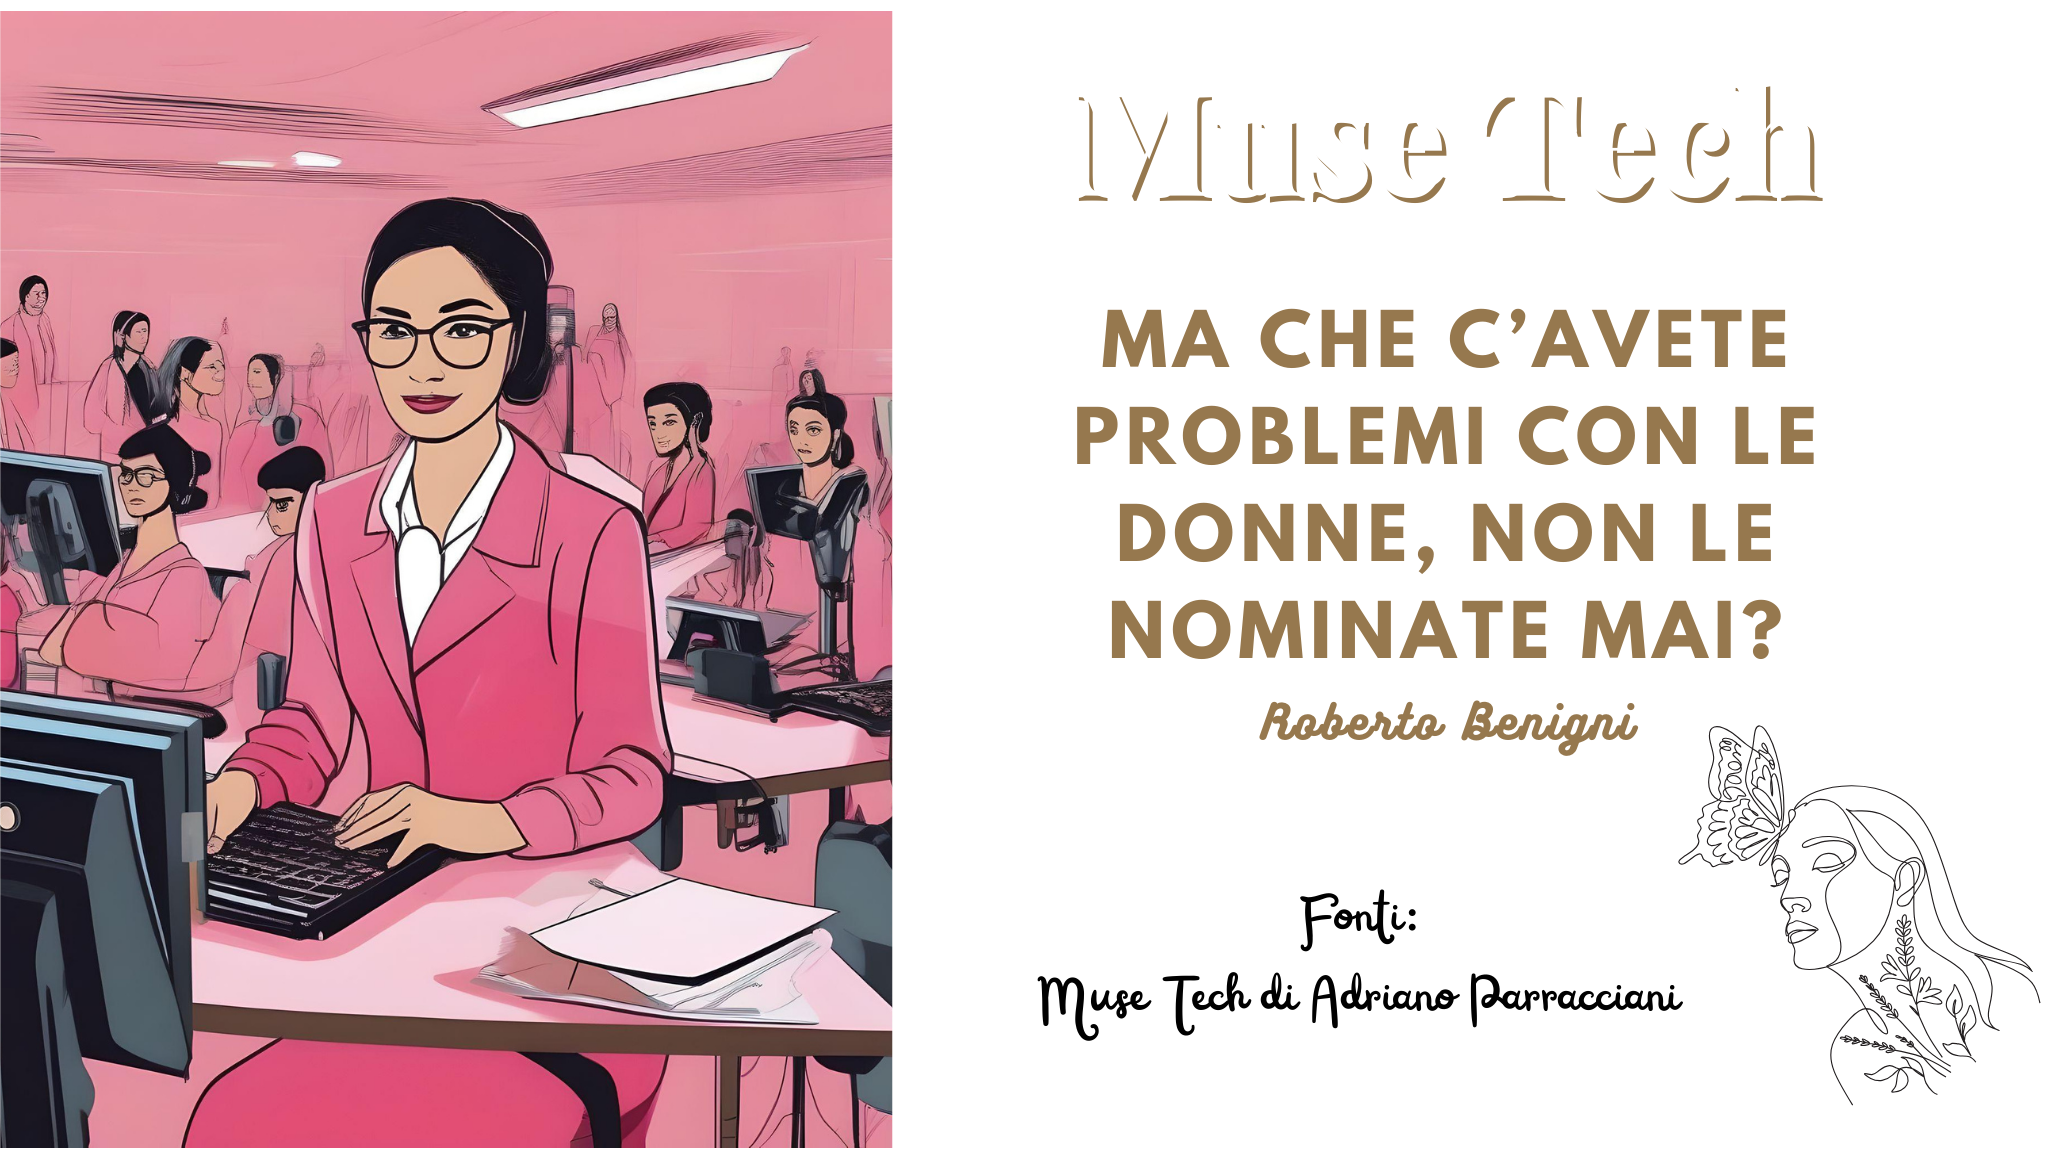 Muse Tech
MA CHE C’AVETE
PROBLEMI CON LE
DONNE, NON LE
NOMINATE MAI?
Roberto Benigni
Fonti:
Muse Tech di Adriano Parracciani